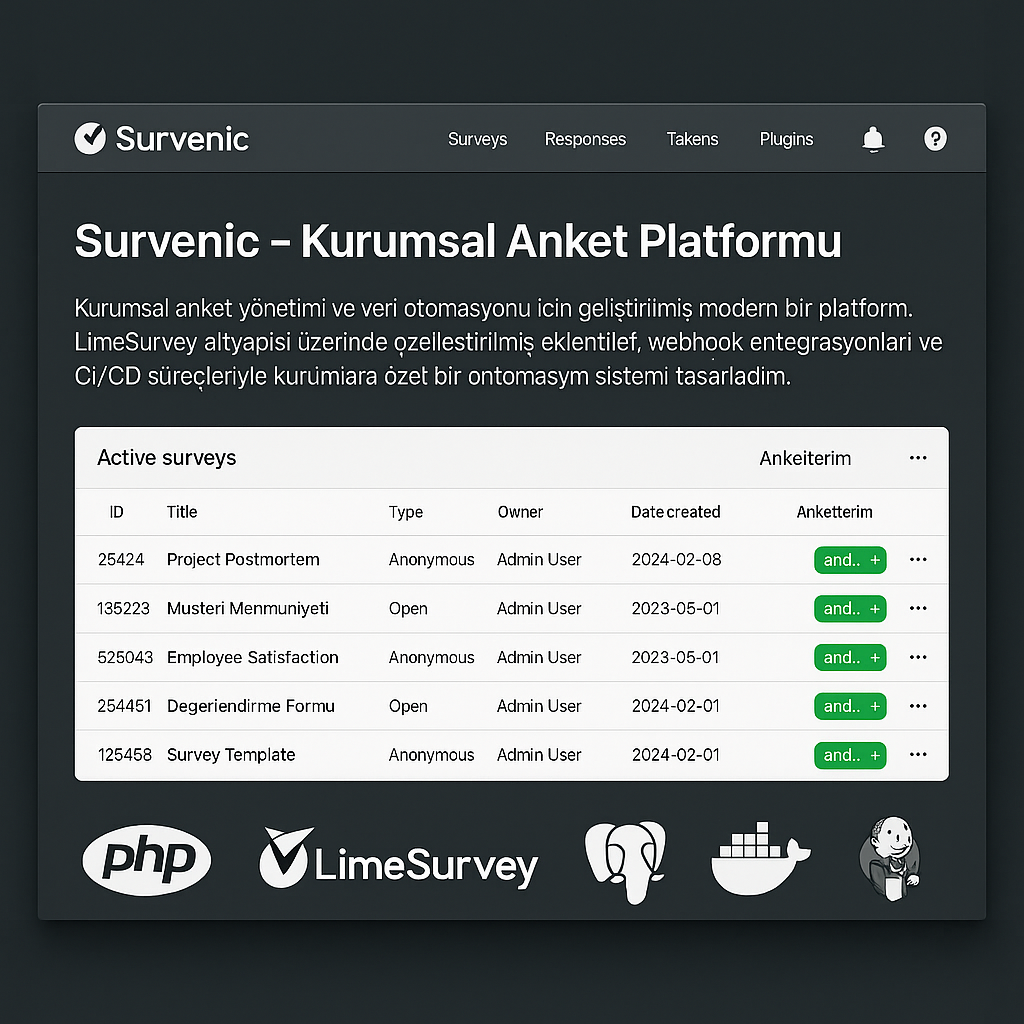 Survenic Surveys Responses Takens Plugins ?
Survenic – Kurumsal Anket Platformu
Kurumsal anket yönetimi ve veri otomasyonu icin geliştiriimiş modern bir platform.
LimeSurvey altyapisi üzerinde ǫzellestirilmiş eklentilef, webhook entegrasyonlari ve
Ci/CD süreçleriyle kurumiara özet bir ontomasym sistemi tasarladim.
Active surveys Ankeiterim ...
ID Title Type Owner Date created Anketterim
25424 Project Postmortem Anonymous Admin User 2024-02-08 and.. + ...
135223 Musteri Menmuniyeti Open Admin User 2023-05-01 and.. + ...
525043 Employee Satisfaction Anonymous Admin User 2023-05-01 and.. + ...
254451 Degeriendirme Formu Open Admin User 2024-02-01 and.. + ...
125458 Survey Template Anonymous Admin User 2024-02-01 and.. + ...
php LimeSurvey